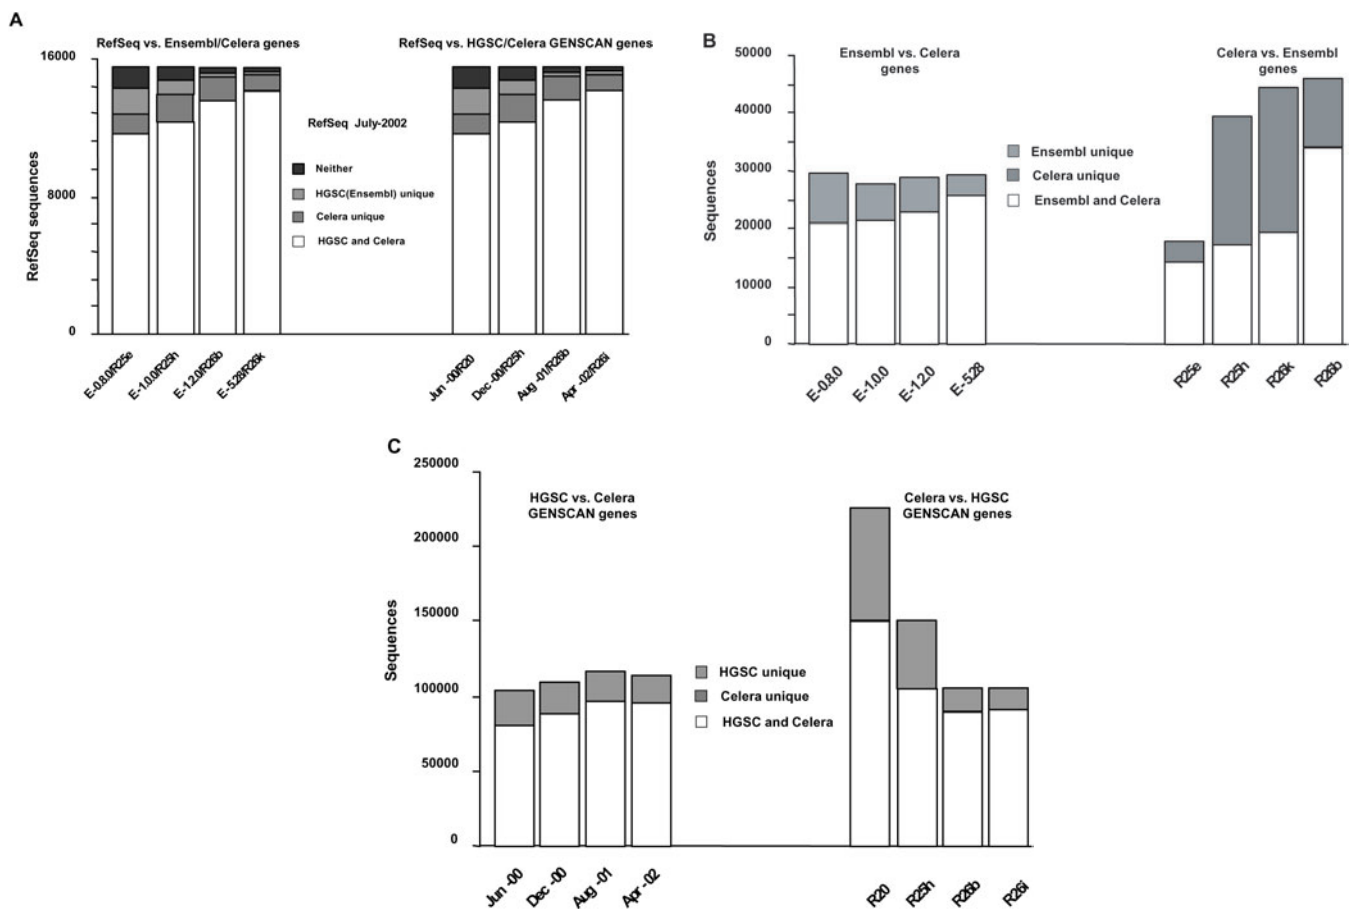 A
RefSeq vs. Ensembl/Celera genes
RefSeq vs. HGSC/Celera GENSCAN genes
16000
8000
0
RefSeq sequences
RefSeq July-2002
Neither
HGSC(Ensembl) unique
Celera unique
HGSC and Celera
E-0.8.0/R25e
E-1.0.0/R25h
E-1.2.0/R26b
E-5.28/R26k
Jun -00/R20
Dec -00/R25h
Aug -01/R26b
Apr -02/R26i
B
Ensembl vs. Celera
genes
Celera vs. Ensembl
genes
50000
40000
30000
20000
10000
0
Sequences
Ensembl unique
Celera unique
Ensembl and Celera
E-0.8.0
E-1.0.0
E-1.2.0
E-5.28
R25e
R25h
R26k
R26b
C
HGSC vs. Celera
GENSCAN genes
Celera vs. HGSC
GENSCAN genes
250000
200000
150000
100000
50000
0
Sequences
HGSC unique
Celera unique
HGSC and Celera
Jun -00
Dec -00
Aug -01
Apr -02
R20
R25h
R26b
R26i